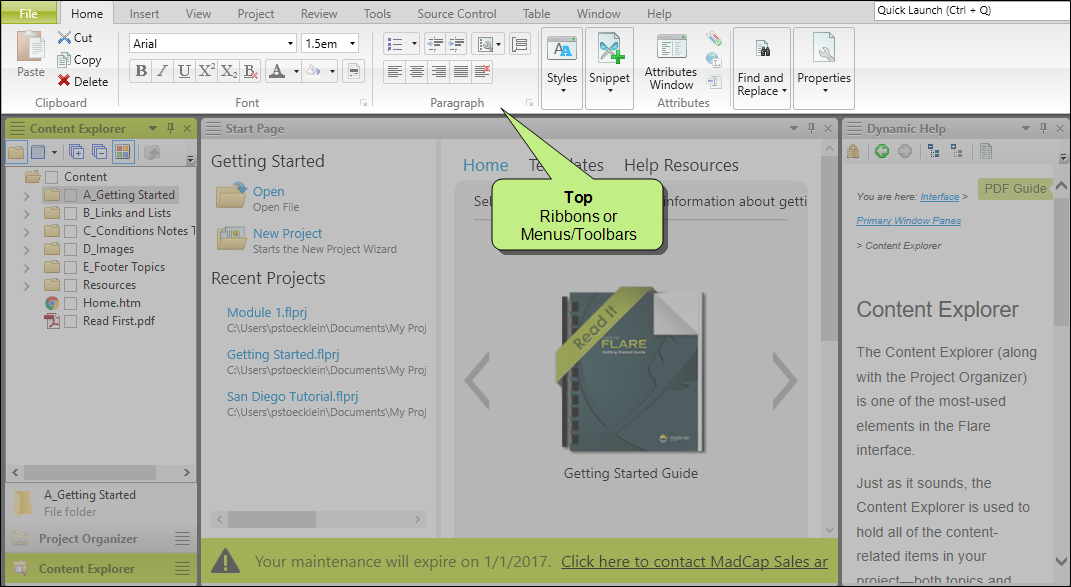 File Home Insert View Project Review Tools Source Control Table Window Help
Quick Launch (Ctrl + Q)
Paste
Cut
Copy
Delete
Clipboard
Arial
1.5em
B I U X² X₂ B
A
Font
Paragraph
Styles
Snippet
Attributes
Window
Attributes
Find and
Replace
Properties
Content Explorer
Content
A_Getting Started
B_Links and Lists
C_Conditions Notes T
D_Images
E_Footer Topics
Resources
Home.htm
Read First.pdf
A_Getting Started
File folder
Project Organizer
Content Explorer
Start Page
Getting Started
Open
Open File
New Project
Starts the New Project Wizard
Recent Projects
Module 1.flprj
C:\Users\pstoecklein\Documents\My Proj
Getting Started.flprj
C:\Users\pstoecklein\Documents\My Proj
San Diego Tutorial.flprj
C:\Users\pstoecklein\Documents\My Proj
Home Help Resources
information about getti
Top
Ribbons or
Menus/Toolbars
Read It
FLARE
Getting Started Guide
Getting Started Guide
Your maintenance will expire on 1/1/2017. Click here to contact MadCap Sales ar
Dynamic Help
PDF Guide
You are here: Interface >
Primary Window Panes
> Content Explorer
Content Explorer
The Content Explorer (along
with the Project Organizer)
is one of the most-used
elements in the Flare
interface.
Just as it sounds, the
Content Explorer is used to
hold all of the content-
related items in your
project—both topics and